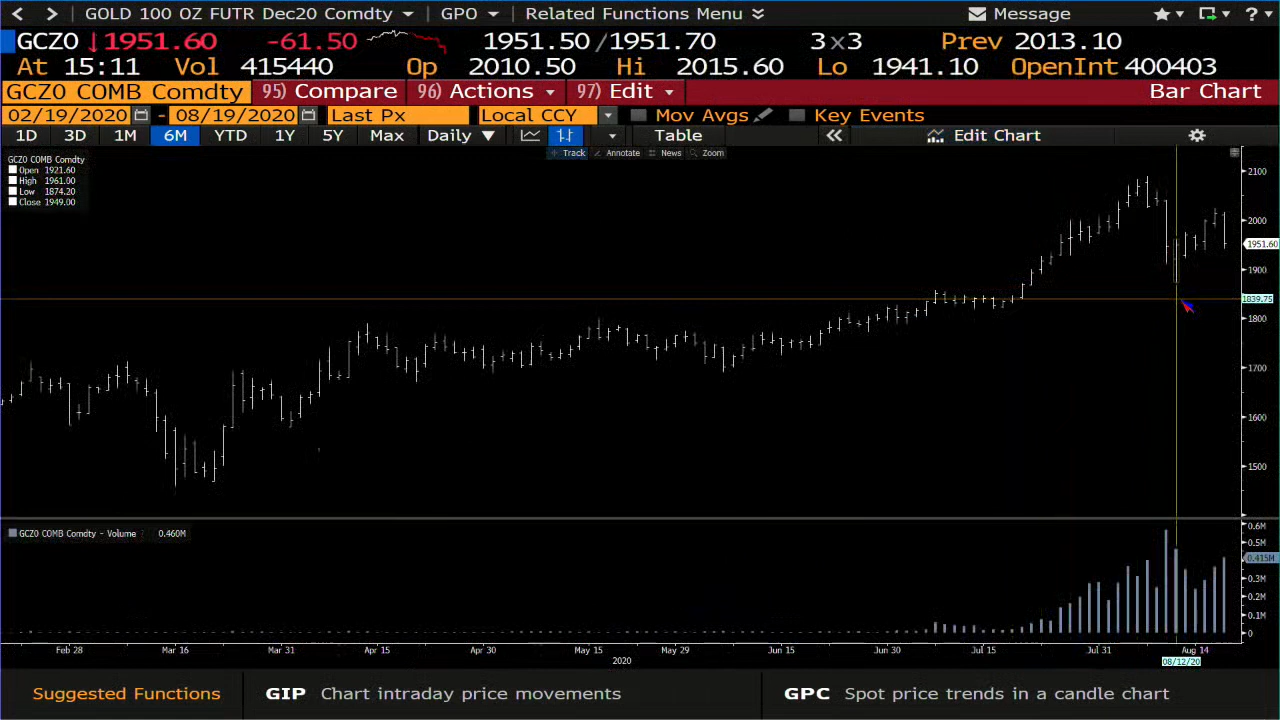 GOLD 100 OZ FUTR Dec20 Comdty GPO Related Functions Menu Message ?
GCZ0 ↓1951.60 -61.50 1951.50 /1951.70 3x3 Prev 2013.10
At 15:11 Vol 415440 Op 2010.50 Hi 2015.60 Lo 1941.10 OpenInt 400403
GCZ0 COMB Comdty 95) Compare 96) Actions 97) Edit Bar Chart
02/19/2020 - 08/19/2020 Last Px Local CCY Mov Avgs Key Events
1D 3D 1M 6M YTD 1Y 5Y Max Daily ▼ Table « Edit Chart
Track Annotate News Zoom
GCZ0 COMB Comdty
Open 1921.60
High 1961.00
Low 1874.20
Close 1949.00
2100
2000
1951.60
1900
1839.75
1800
1700
1600
1500
GCZ0 COMB Comdty - Volume 0.460M
0.6M
0.5M
0.415M
0.3M
0.2M
0.1M
0
Feb 28 Mar 16 Mar 31 Apr 15 Apr 30 May 15 May 29 Jun 15 Jun 30 Jul 15 Jul 31 Aug 14
2020 08/12/20
Suggested Functions GIP Chart intraday price movements GPC Spot price trends in a candle chart